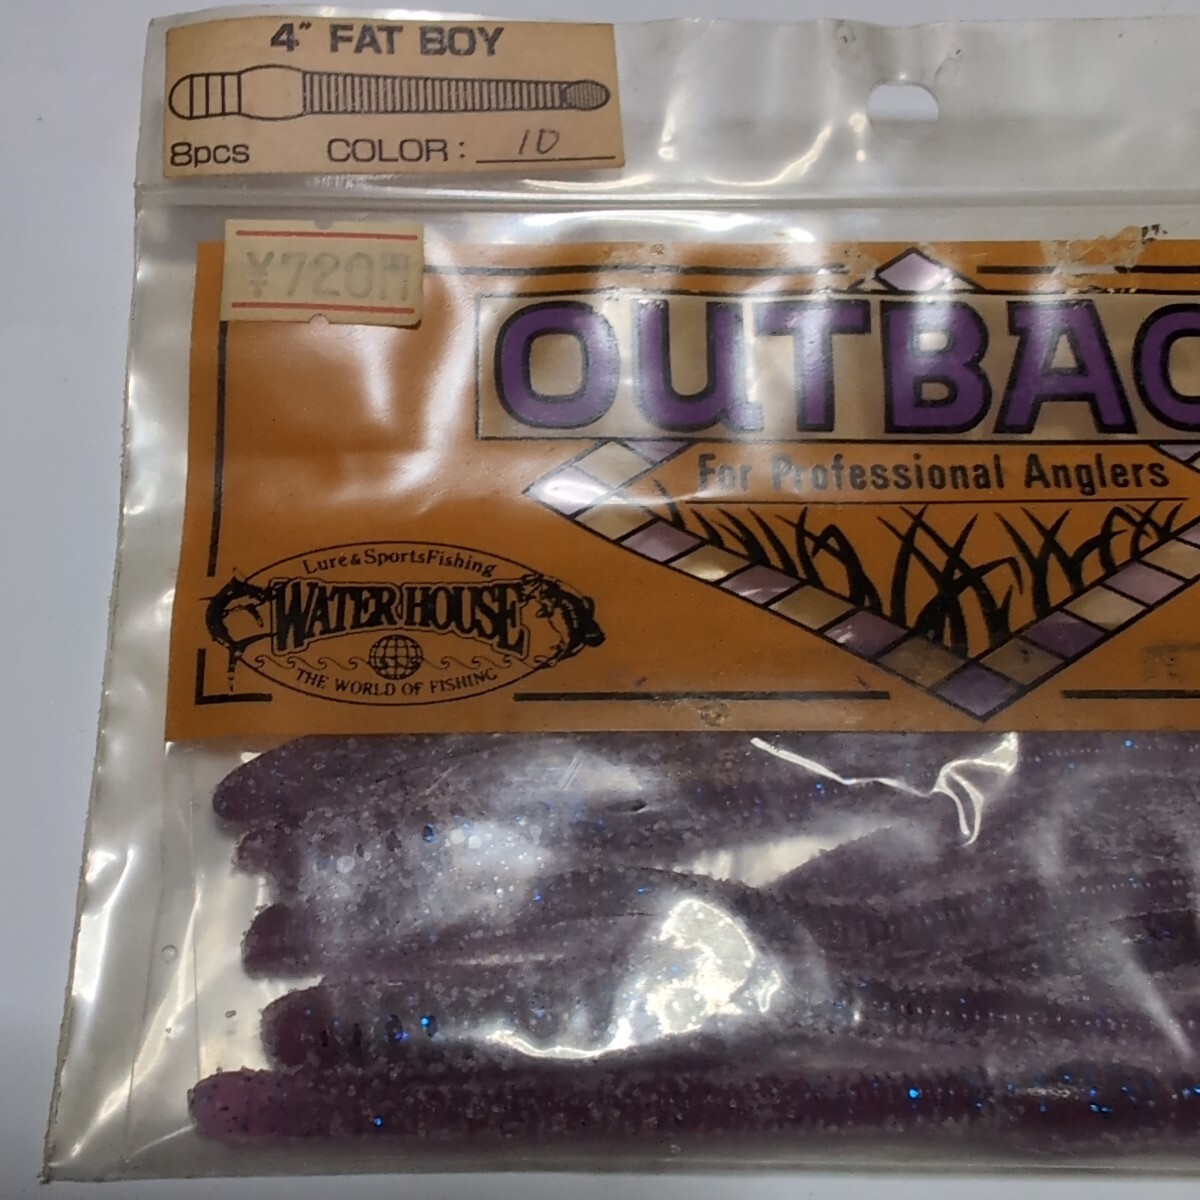 4" FAT BOY
8pcs COLOR: 10
¥720円
OUTBAC
For Professional Anglers
Lure & Sports Fishing
WATER HOUSE
THE WORLD OF FISHING